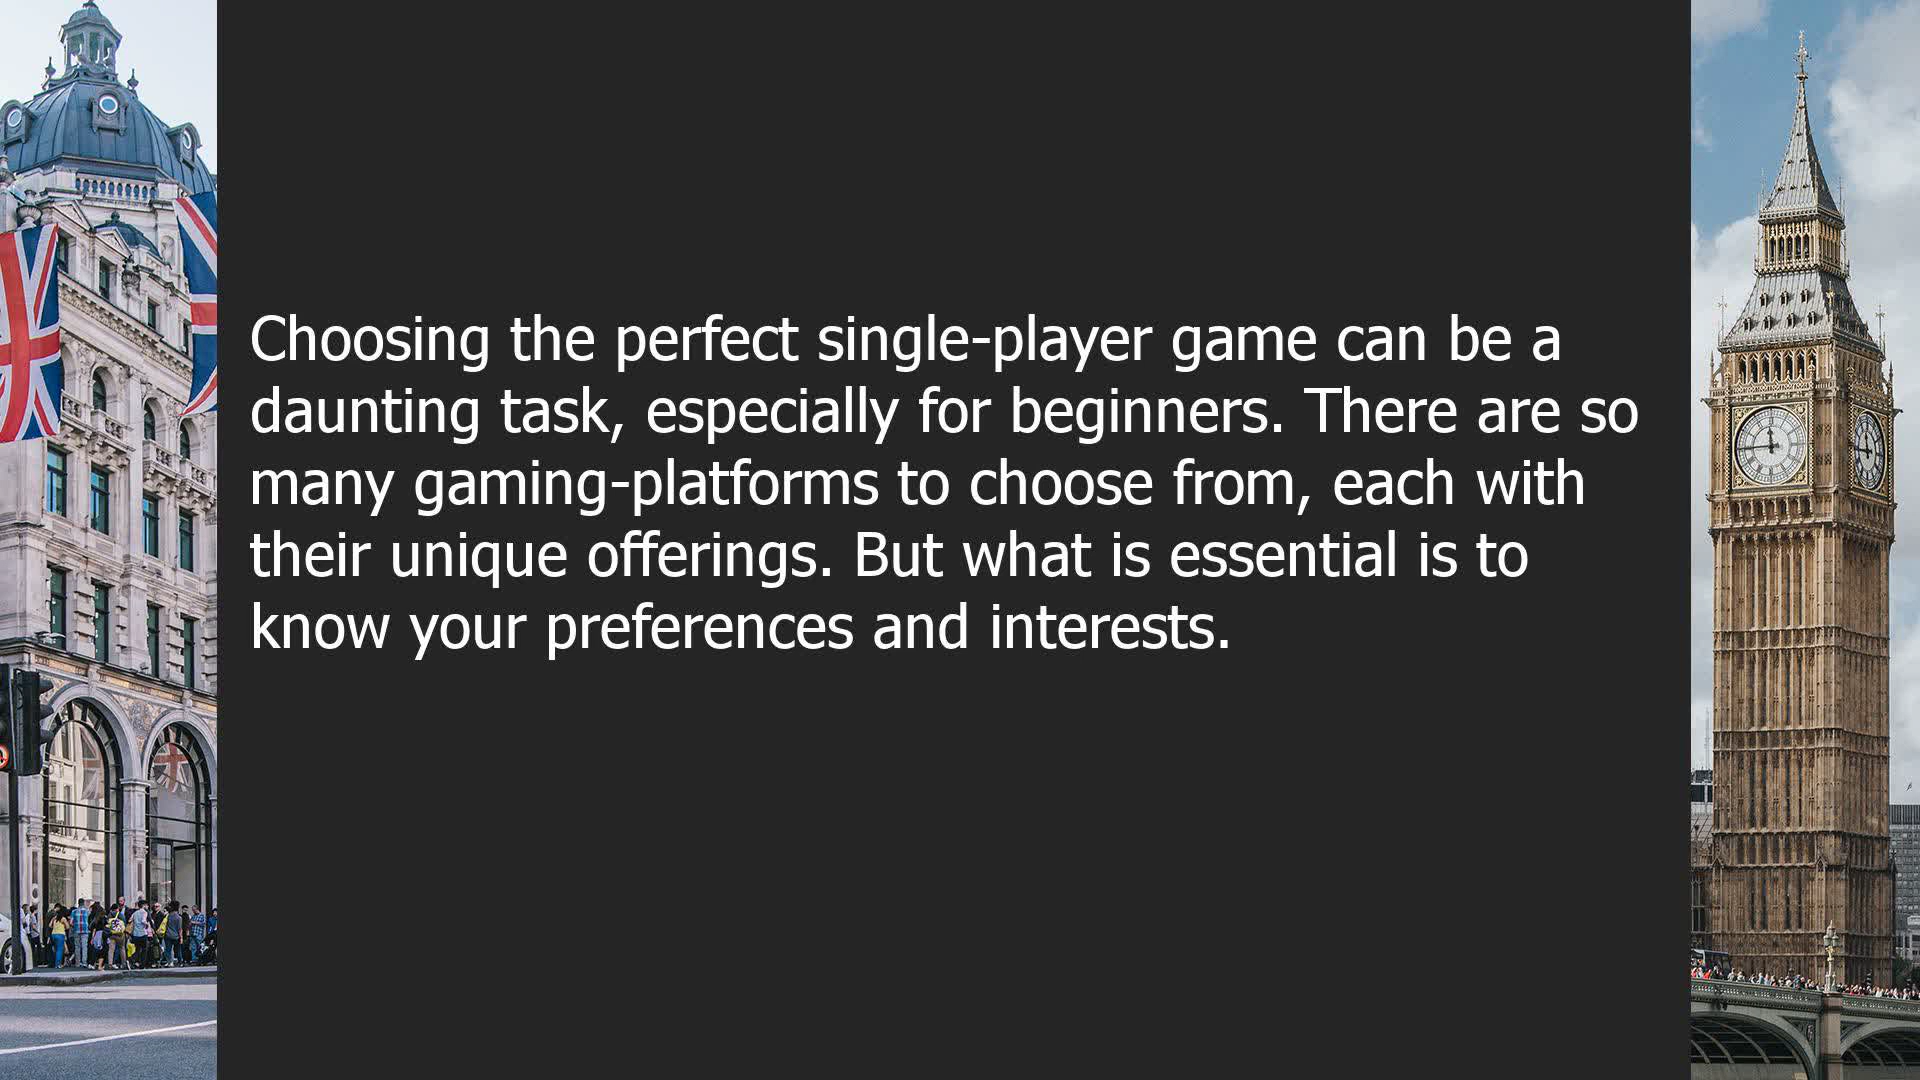 Choosing the perfect single-player game can be a
daunting task, especially for beginners. There are so
many gaming-platforms to choose from, each with
their unique offerings. But what is essential is to
know your preferences and interests.